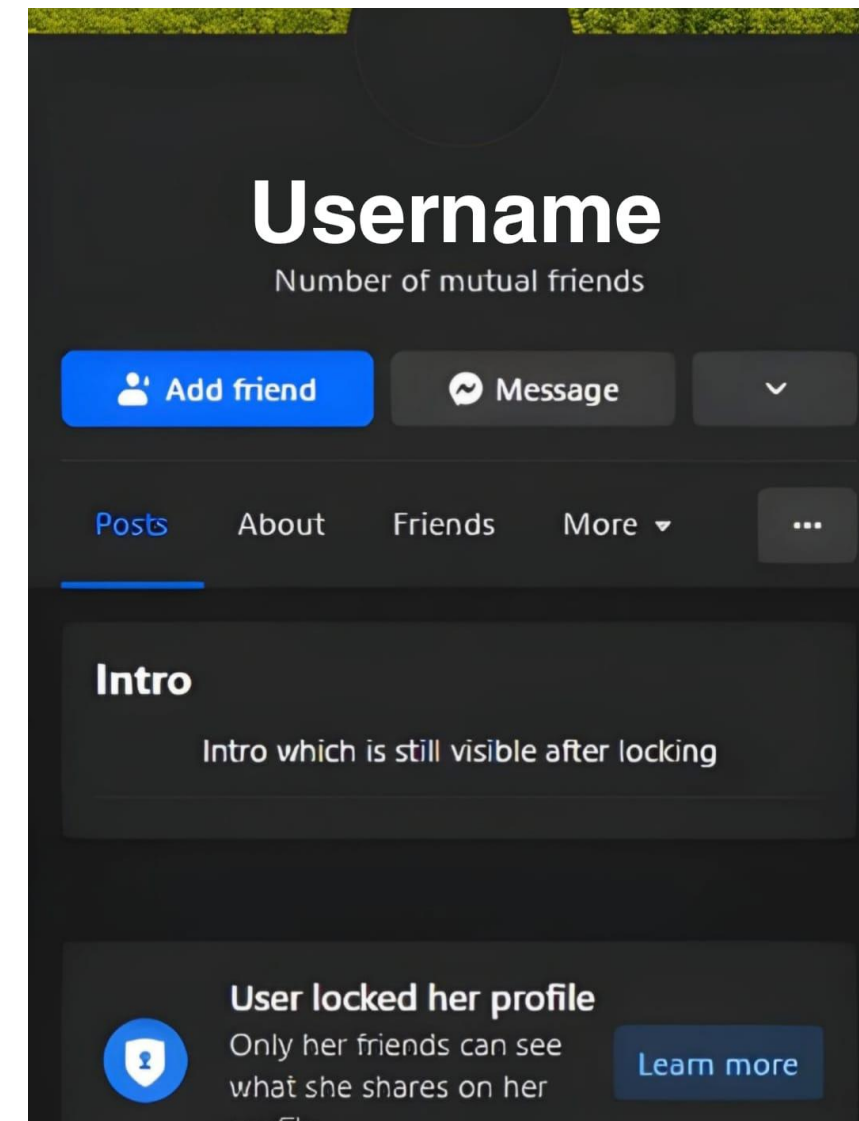 Username
Number of mutual friends
Add friend Message
Posts About Friends More
Intro
Intro which is still visible after locking
User locked her profile
Only her friends can see
what she shares on her
Learn more